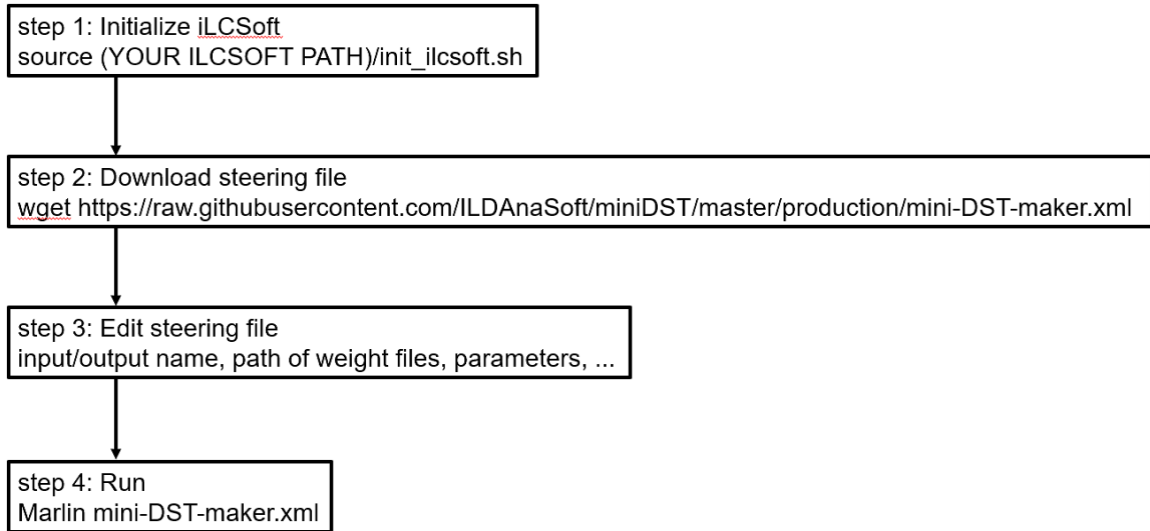 step 1: Initialize iLCSoft
source (YOUR ILCSOFT PATH)/init_ilcsoft.sh
step 2: Download steering file
wget https://raw.githubusercontent.com/ILDAnaSoft/miniDST/master/production/mini-DST-maker.xml
step 3: Edit steering file
input/output name, path of weight files, parameters, ...
step 4: Run
Marlin mini-DST-maker.xml